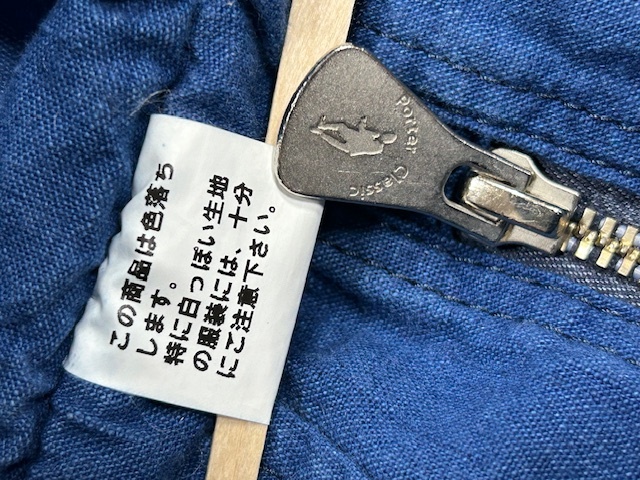 この商品は色落ち
します。
特に白っぽい生地
の服装には、十分
にご注意下さい。
Porter Classic